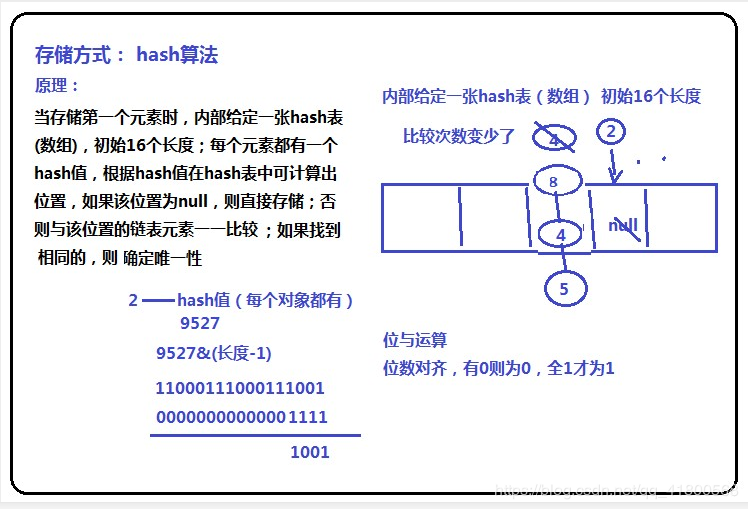 存储方式： hash算法
原理：
当存储第一个元素时，内部给定一张hash表
(数组)，初始16个长度；每个元素都有一个
hash值，根据hash值在hash表中可计算出
位置，如果该位置为null，则直接存储；否
则与该位置的链表元素一一比较；如果找到
相同的，则 确定唯一性
2 hash值（每个对象都有）
9527
9527&(长度-1)
11000111000111001
00000000000001111
1001
内部给定一张hash表（数组） 初始16个长度
比较次数变少了
4
2
8
4
null
5
位与运算
位数对齐，有0则为0，全1才为1